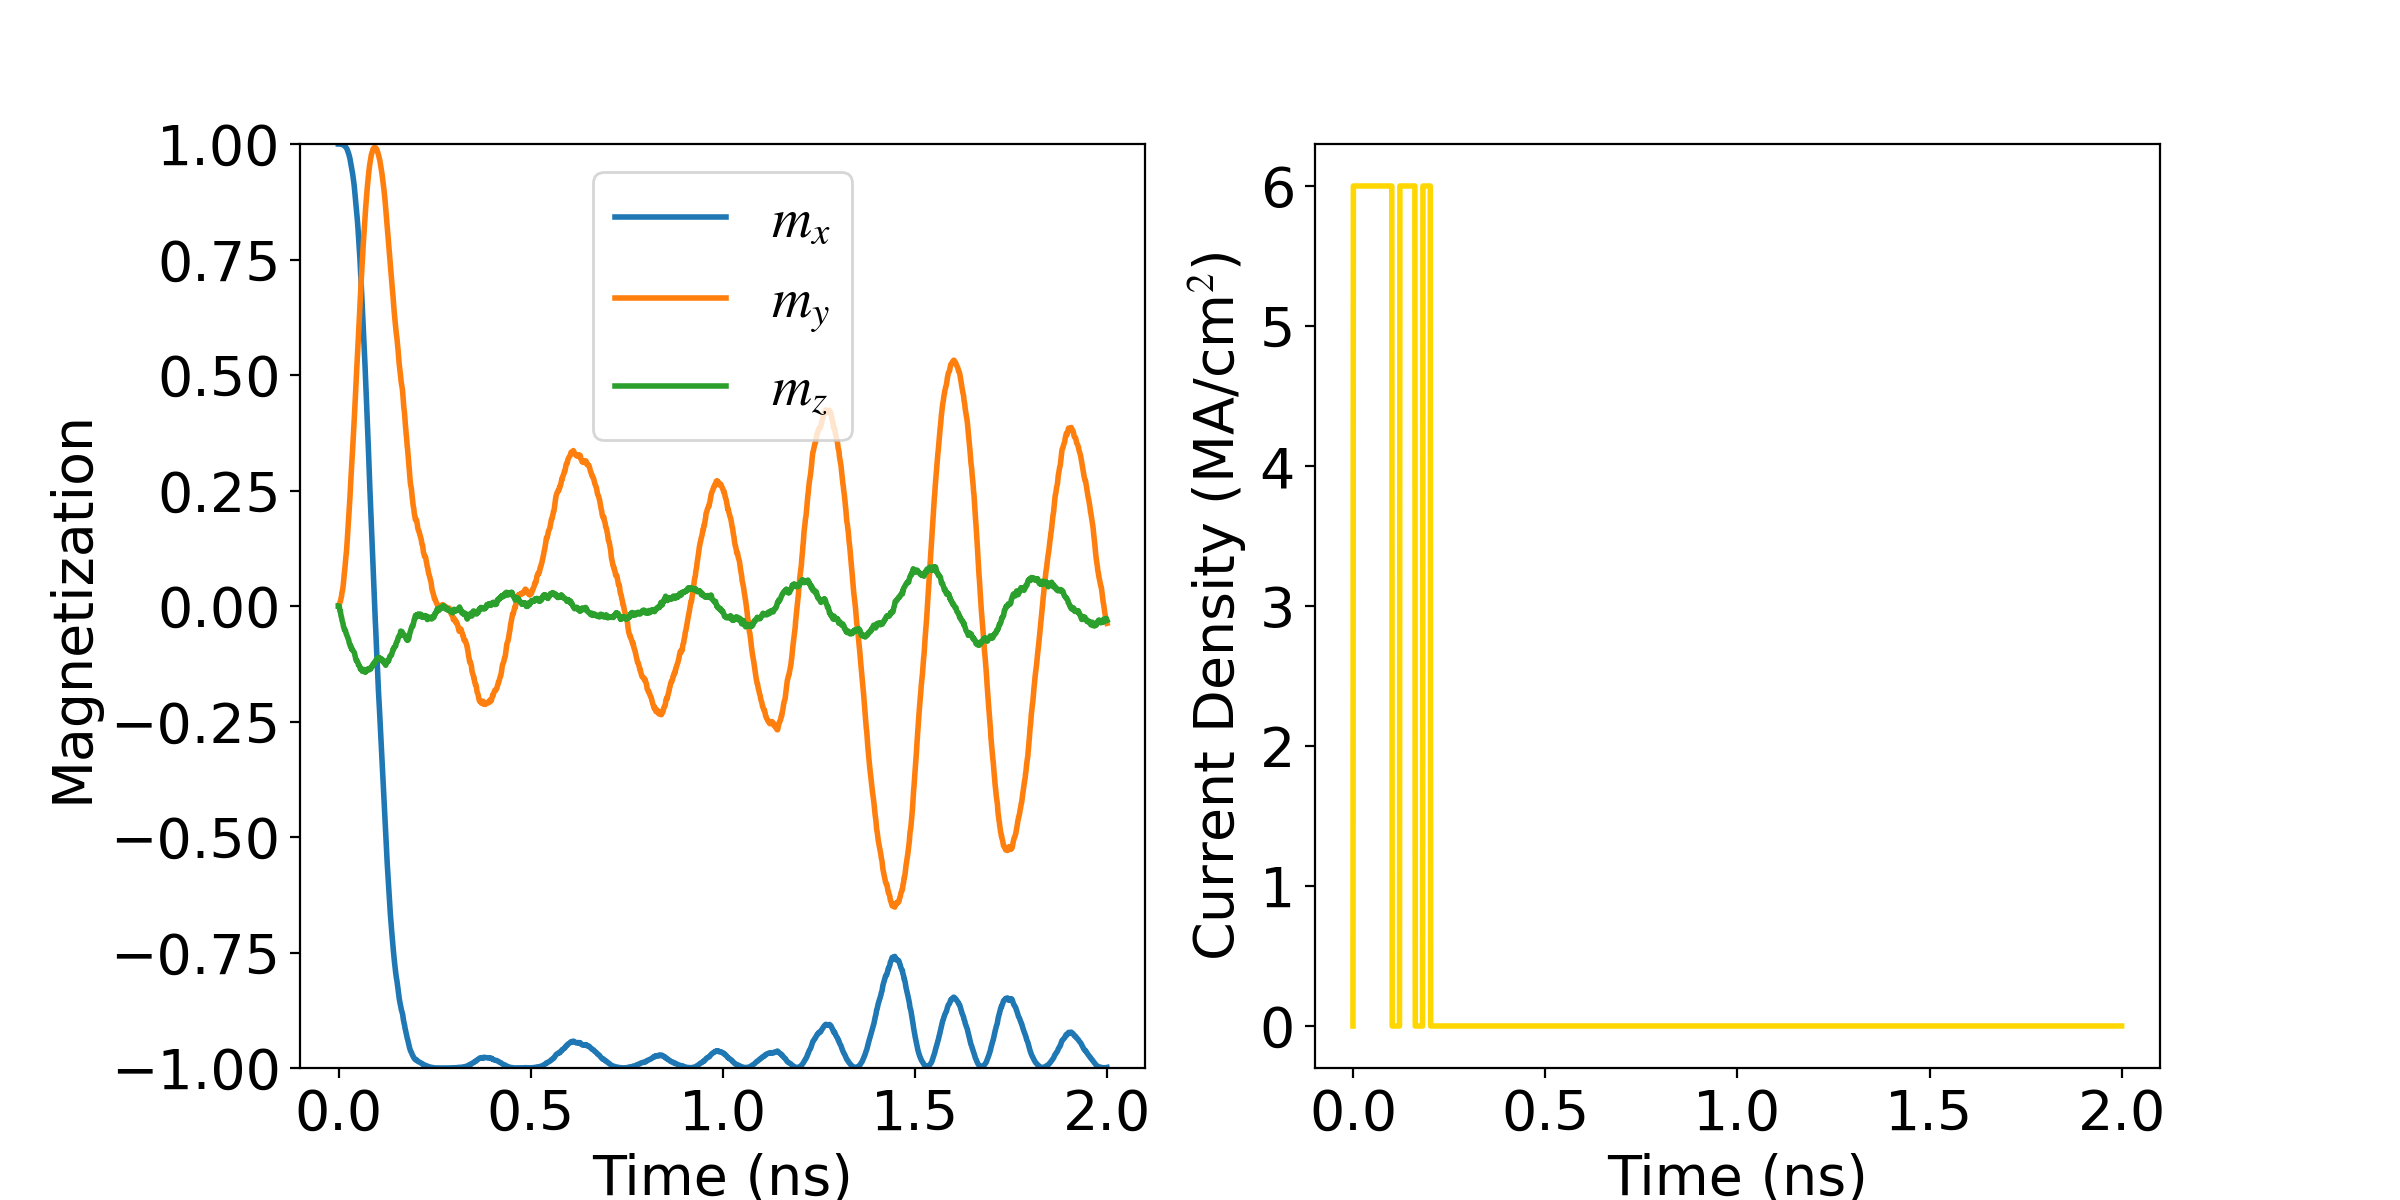 1.00
0.75
0.50
0.25
0.00
−0.25
−0.50
−0.75
−1.00
Magnetization
0.0 0.5 1.0 1.5 2.0
Time (ns)
m_x
m_y
m_z
6
5
4
3
2
1
0
Current Density (MA/cm²)
0.0 0.5 1.0 1.5 2.0
Time (ns)